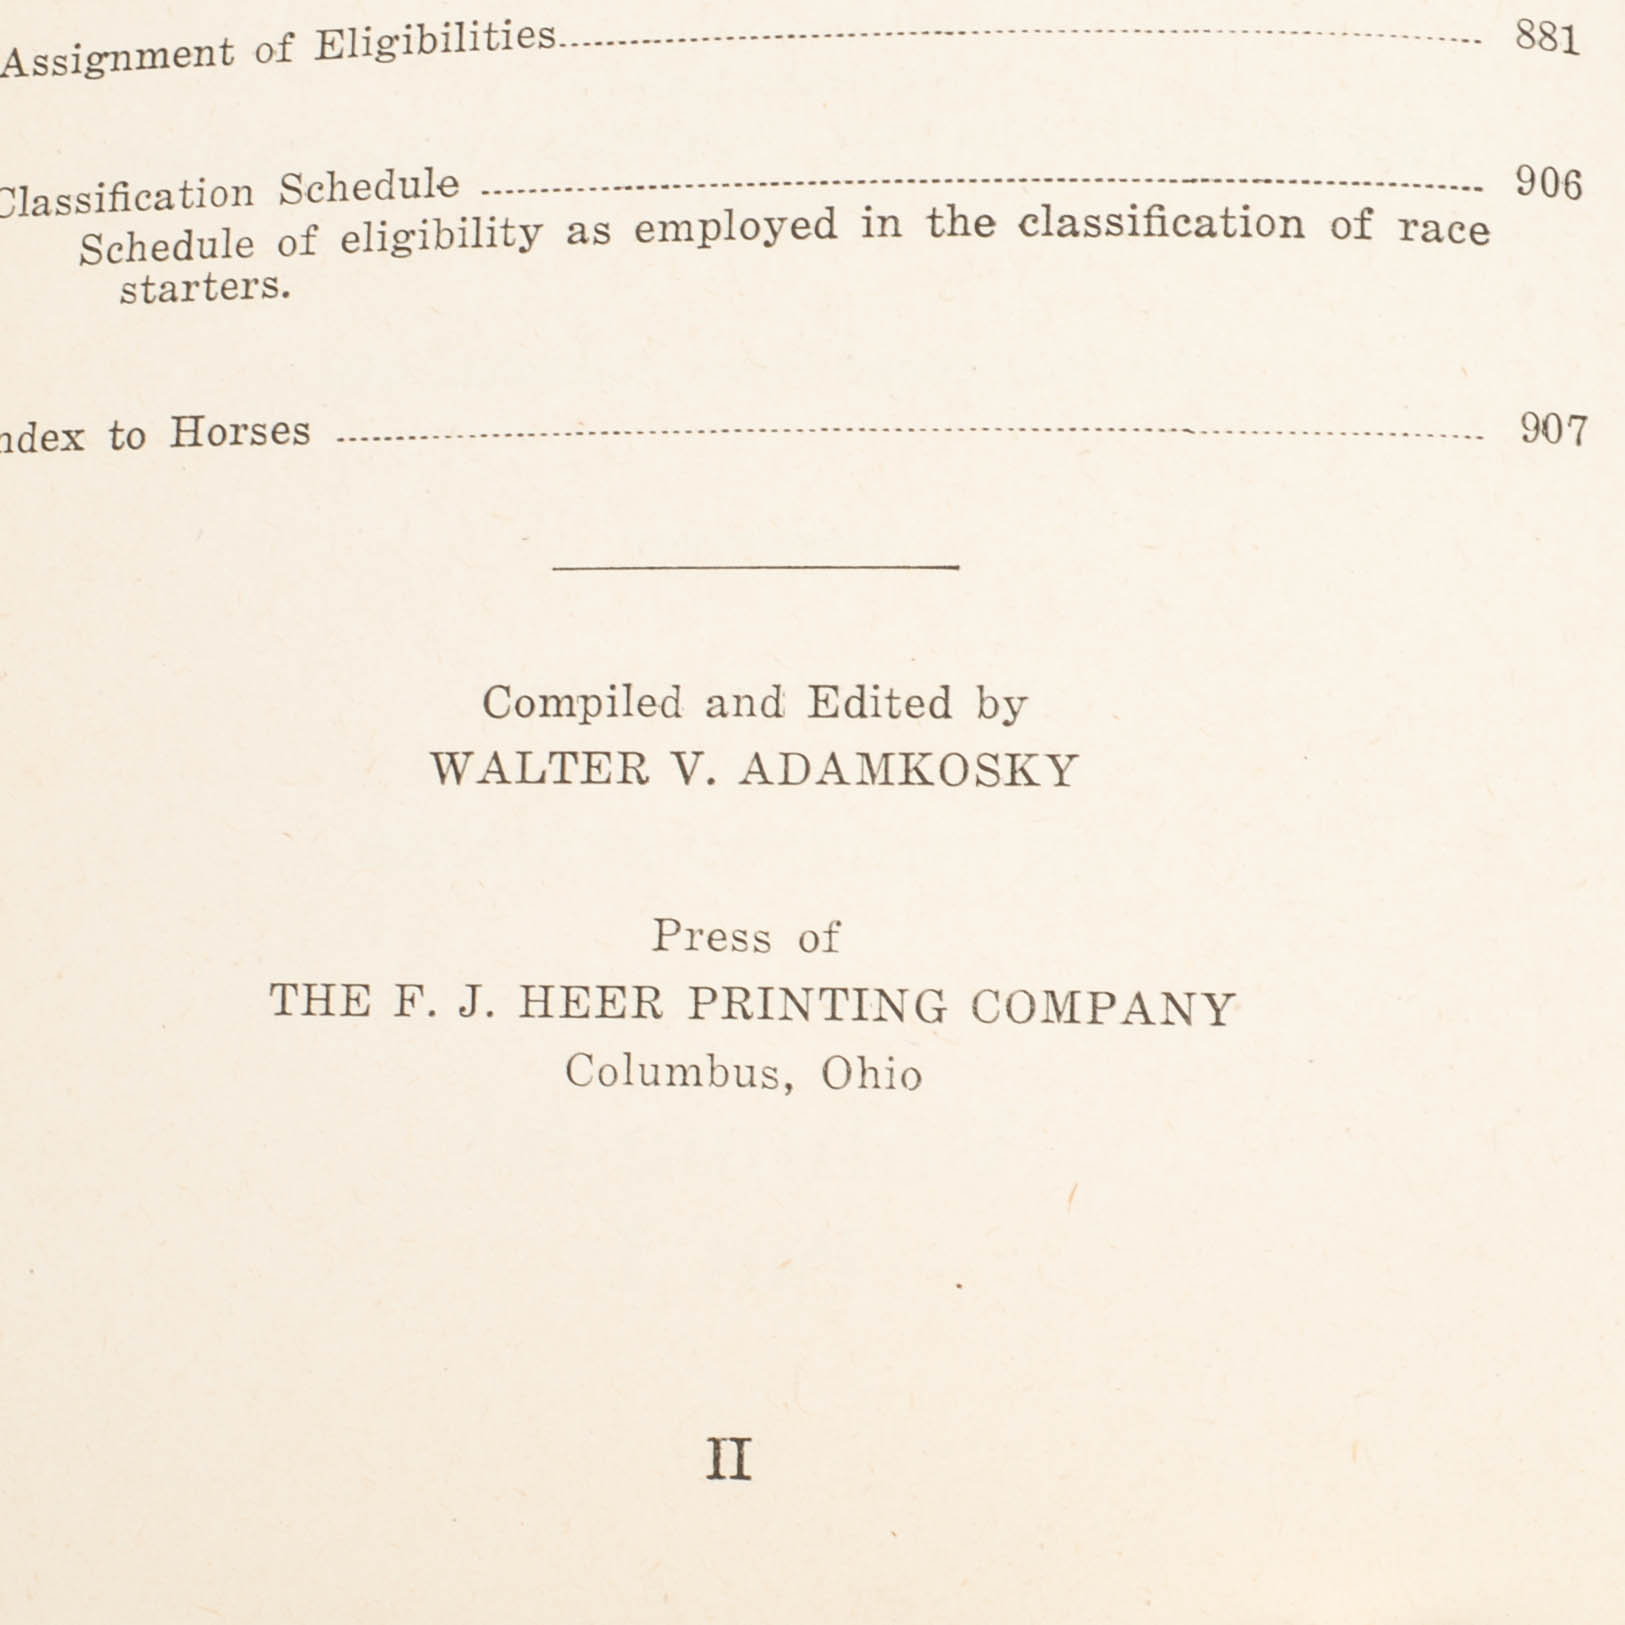 Assignment of Eligibilities........ 881
Classification Schedule ........ 906
Schedule of eligibility as employed in the classification of race
starters.
ndex to Horses ........ 907
Compiled and Edited by
WALTER V. ADAMKOSKY
Press of
THE F. J. HEER PRINTING COMPANY
Columbus, Ohio
II